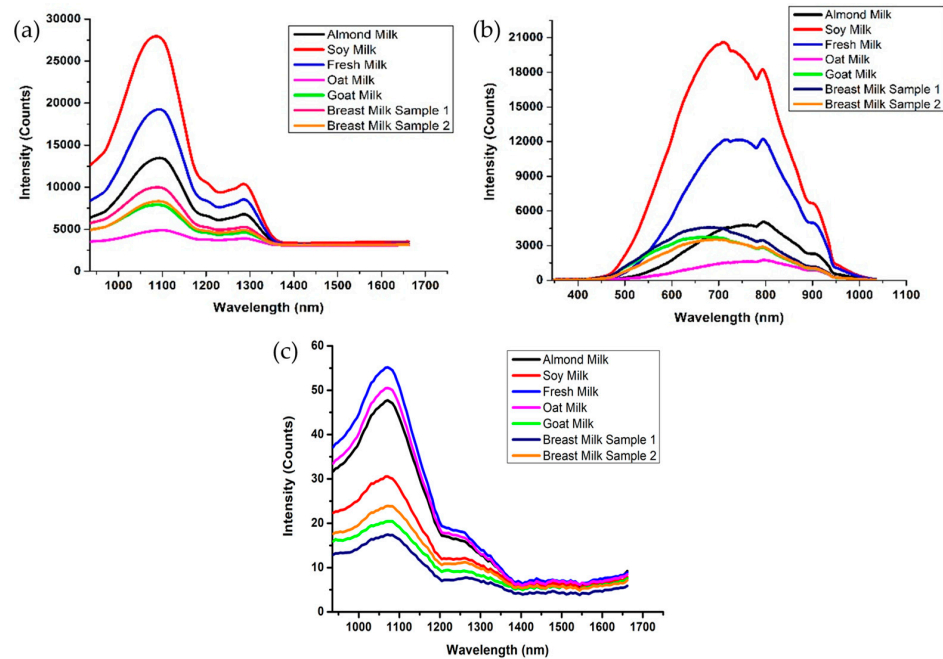 (a)
30000
25000
20000
15000
10000
5000
0
Intensity (Counts)
Almond Milk
Soy Milk
Fresh Milk
Oat Milk
Goat Milk
Breast Milk Sample 1
Breast Milk Sample 2
1000 1100 1200 1300 1400 1500 1600 1700
Wavelength (nm)
(b)
21000
18000
15000
12000
9000
6000
3000
0
Intensity (Counts)
Almond Milk
Soy Milk
Fresh Milk
Oat Milk
Goat Milk
Breast Milk Sample 1
Breast Milk Sample 2
400 500 600 700 800 900 1000 1100
Wavelength (nm)
(c)
60
50
40
30
20
10
0
Intensity (Counts)
Almond Milk
Soy Milk
Fresh Milk
Oat Milk
Goat Milk
Breast Milk Sample 1
Breast Milk Sample 2
1000 1100 1200 1300 1400 1500 1600 1700
Wavelength (nm)